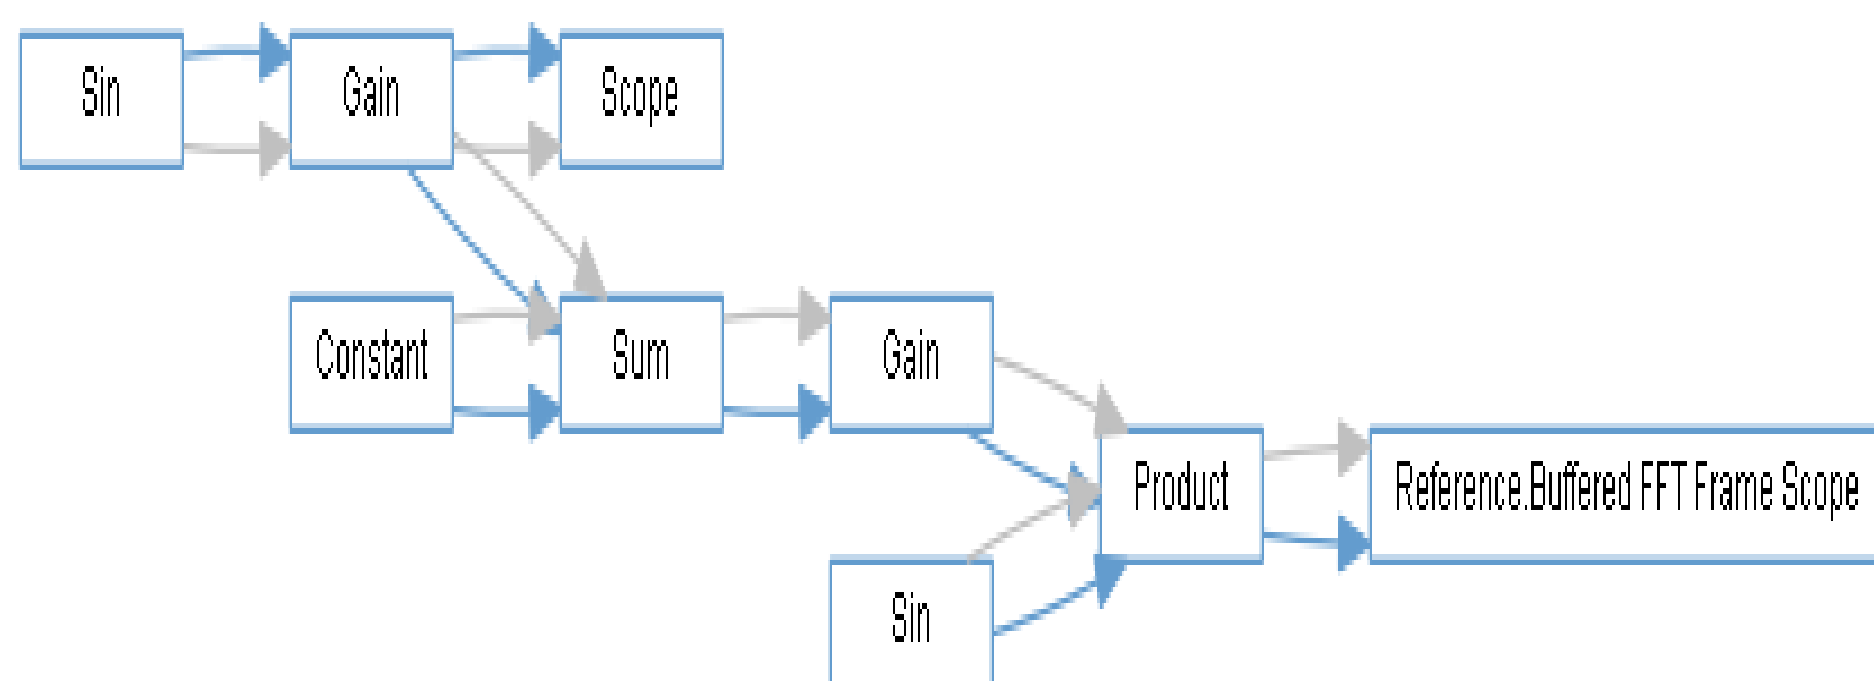 Sin
Gain
Scope
Constant
Sum
Gain
Product
Reference.Buffered FFT Frame Scope
Sin